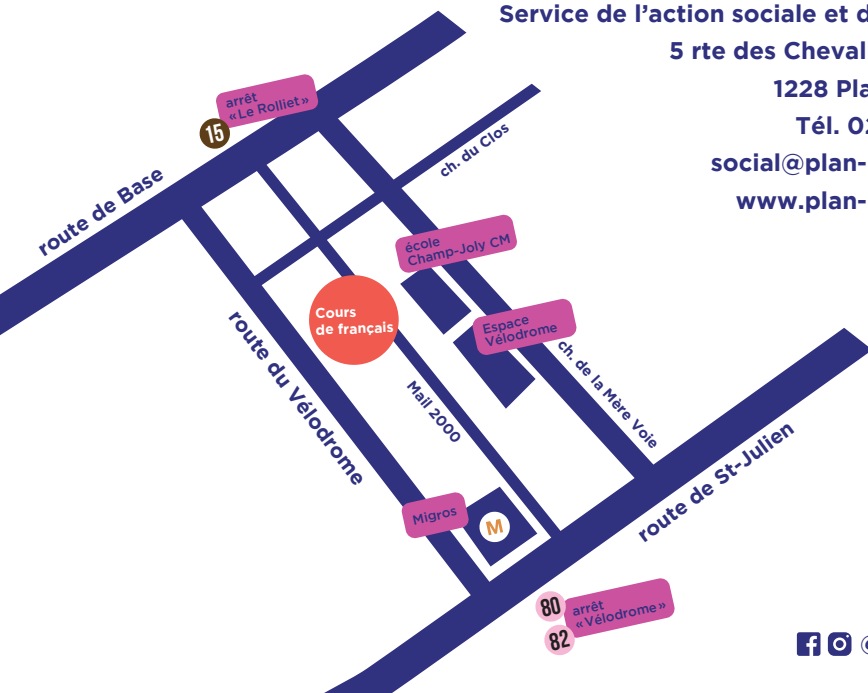 Service de l'action sociale et d
5 rte des Cheval
1228 Pla
Tél. 02
social@plan-
www.plan-
arrêt
«Le Rolliet»
15
route de Base
ch. du Clos
école
Champ-Joly CM
Cours
de français
Espace
Vélodrome
route du Vélodrome
Mail 2000
ch. de la Mère Voie
Migros
M
route de St-Julien
80
82
arrêt
«Vélodrome»